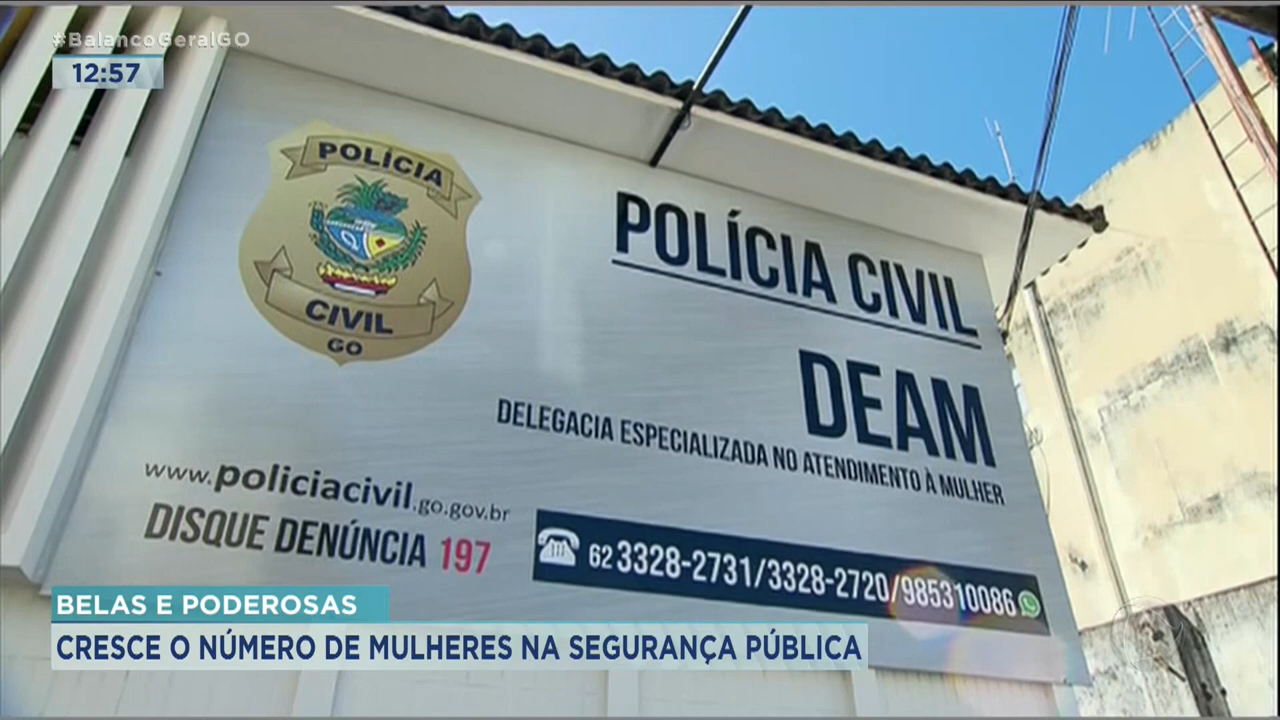 #BalancoGeralGO
12:57
POLÍCIA
CIVIL
GO
POLÍCIA CIVIL
DEAM
DELEGACIA ESPECIALIZADA NO ATENDIMENTO À MULHER
www.policiacivil.go.gov.br
DISQUE DENÚNCIA 197
62 3328-2731/3328-2720/985310086
BELAS E PODEROSAS
CRESCE O NÚMERO DE MULHERES NA SEGURANÇA PÚBLICA